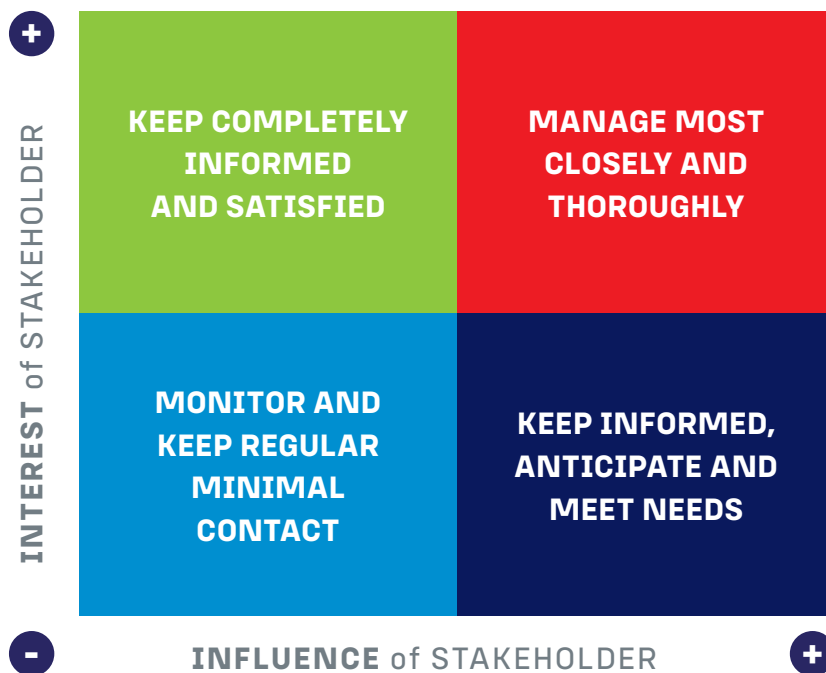 +
KEEP COMPLETELY
INFORMED
AND SATISFIED
MANAGE MOST
CLOSELY AND
THOROUGHLY
INTEREST of STAKEHOLDER
MONITOR AND
KEEP REGULAR
MINIMAL
CONTACT
KEEP INFORMED,
ANTICIPATE AND
MEET NEEDS
-
INFLUENCE of STAKEHOLDER
+